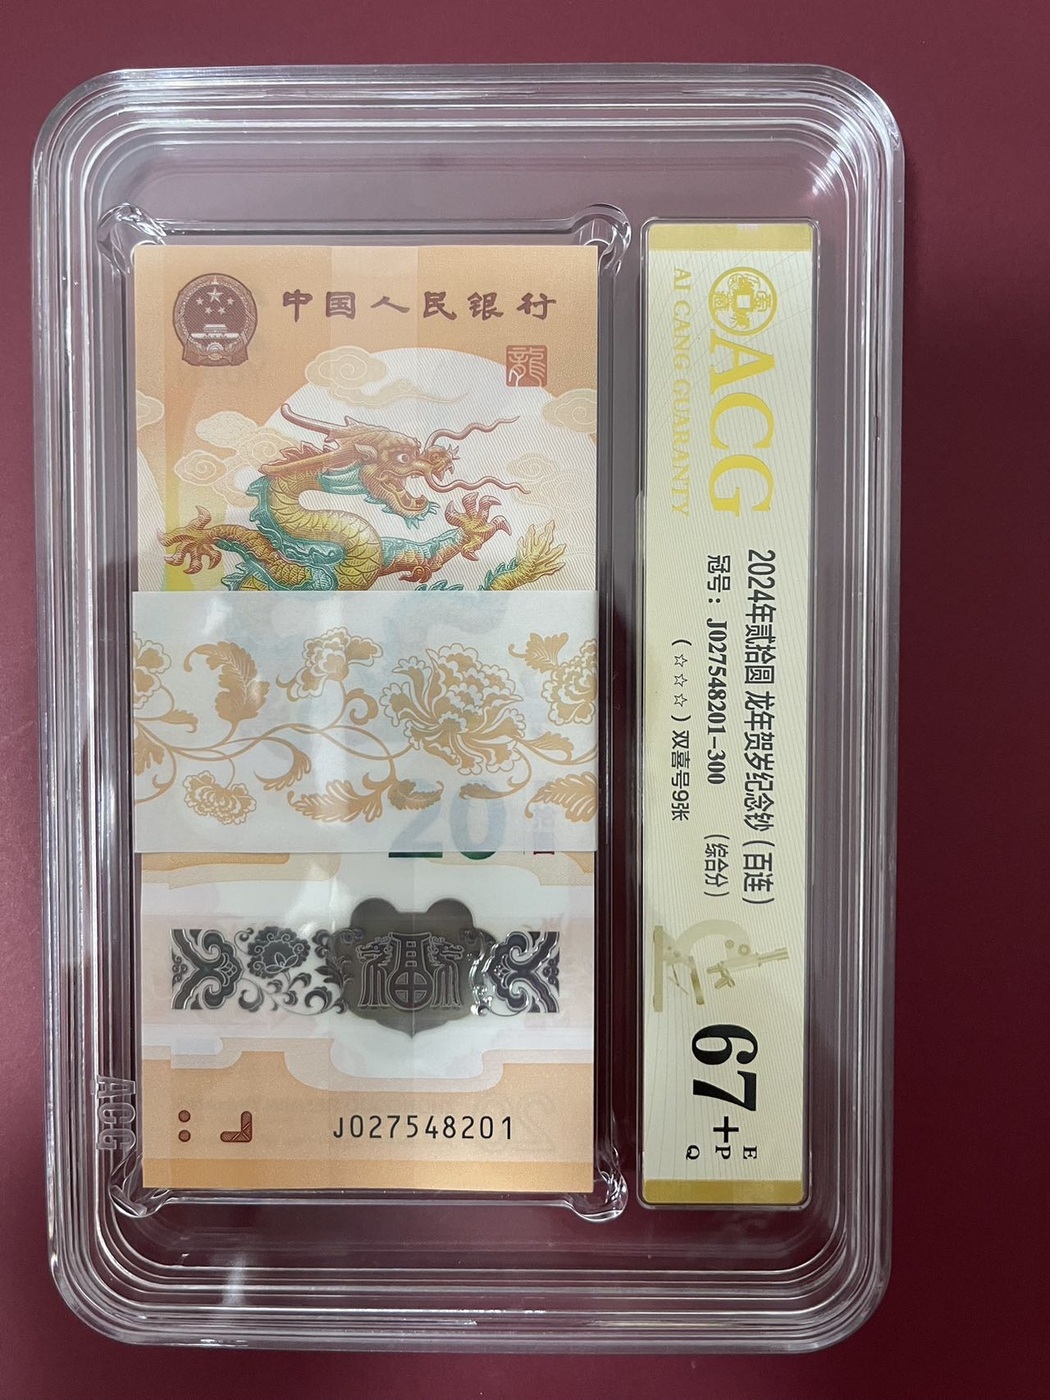 中国人民银行
龍
20
J027548201
ACG
ACG
AI CANG GUARANTY
2024年贰拾圆 龙年贺岁纪念钞（百连）
冠号：J027548201-300 （综合分）
（☆☆☆）双喜号9张
67+
E
P
Q